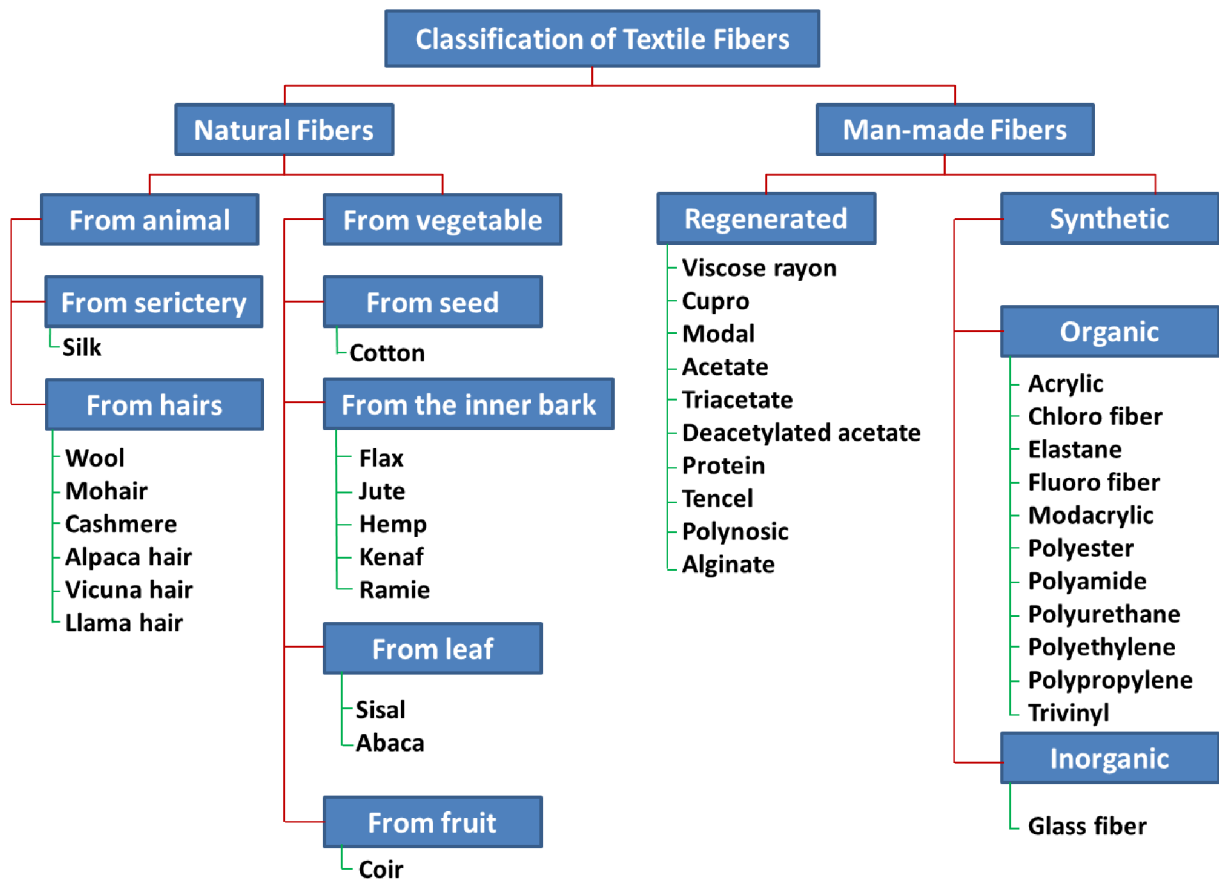 Classification of Textile Fibers
Natural Fibers
Man-made Fibers
From animal
From serictery
Silk
From hairs
Wool
Mohair
Cashmere
Alpaca hair
Vicuna hair
Llama hair
From vegetable
From seed
Cotton
From the inner bark
Flax
Jute
Hemp
Kenaf
Ramie
From leaf
Sisal
Abaca
From fruit
Coir
Regenerated
Viscose rayon
Cupro
Modal
Acetate
Triacetate
Deacetylated acetate
Protein
Tencel
Polynosic
Alginate
Synthetic
Organic
Acrylic
Chloro fiber
Elastane
Fluoro fiber
Modacrylic
Polyester
Polyamide
Polyurethane
Polyethylene
Polypropylene
Trivinyl
Inorganic
Glass fiber